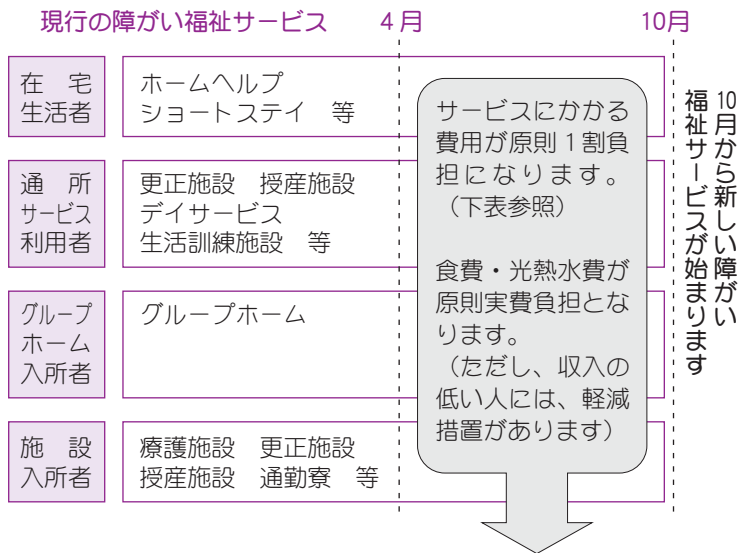 現行の障がい福祉サービス
4月
10月
在　宅
生活者
ホームヘルプ
ショートステイ　等
通　所
サービス
利用者
更正施設　授産施設
デイサービス
生活訓練施設　等
グループ
ホーム
入所者
グループホーム
施　設
入所者
療護施設　更正施設
授産施設　通勤寮　等
サービスにかかる
費用が原則１割負
担になります。
（下表参照）
食費・光熱水費が
原則実費負担とな
ります。
（ただし、収入の
低い人には、軽減
措置があります）
10月から新しい障がい
福祉サービスが始まります